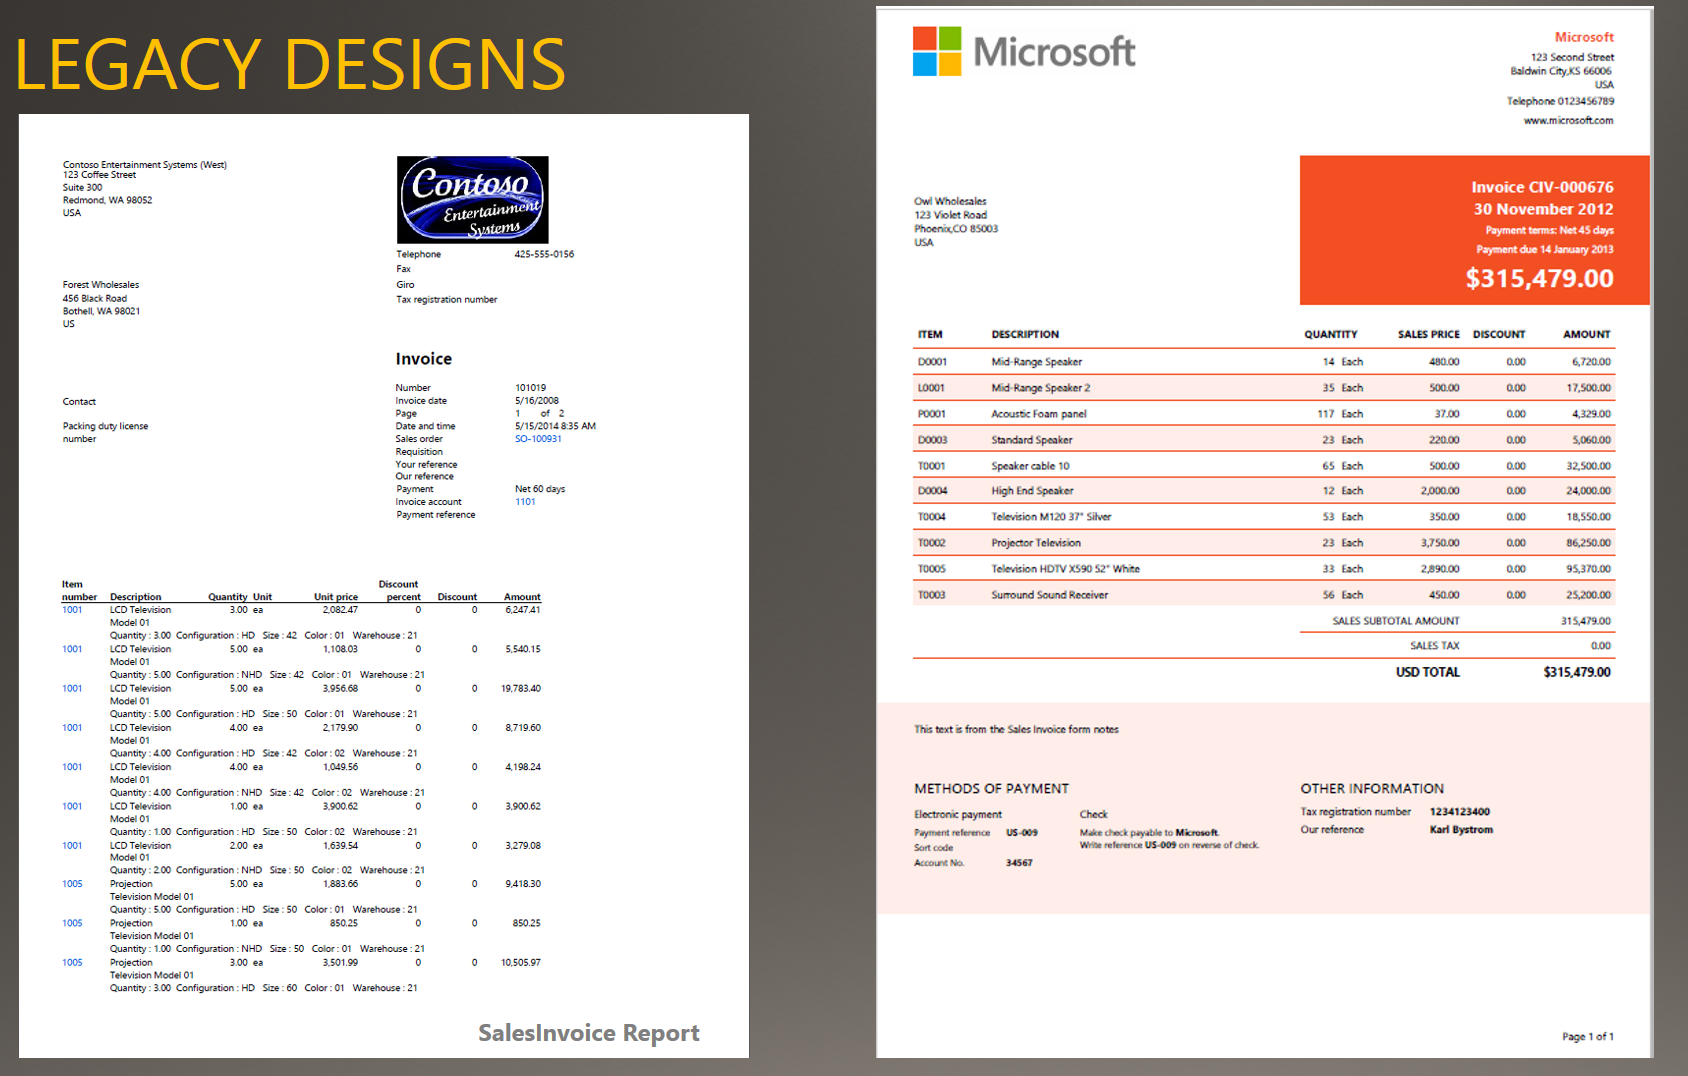 LEGACY DESIGNS
Contoso Entertainment Systems (West)
123 Coffee Street
Suite 300
Redmond, WA 98052
USA
Contoso
Entertainment
Systems
Telephone 425-555-0156
Fax
Giro
Tax registration number
Forest Wholesales
456 Black Road
Bothell, WA 98021
US
Invoice
Number 101019
Invoice date 5/16/2008
Page 1 of 2
Date and time 5/15/2014 8:35 AM
Sales order SO-100931
Requisition
Your reference
Our reference
Payment Net 60 days
Invoice account 1101
Payment reference
Contact
Packing duty license
number
Item Discount
number Description Quantity Unit Unit price percent Discount Amount
1001 LCD Television 3.00 ea 2,082.47 0 0 6,247.41
Model 01
Quantity : 3.00 Configuration : HD Size : 42 Color : 01 Warehouse : 21
1001 LCD Television 5.00 ea 1,108.03 0 0 5,540.15
Model 01
Quantity : 5.00 Configuration : NHD Size : 42 Color : 01 Warehouse : 21
1001 LCD Television 5.00 ea 3,956.68 0 0 19,783.40
Model 01
Quantity : 5.00 Configuration : HD Size : 50 Color : 01 Warehouse : 21
1001 LCD Television 4.00 ea 2,179.90 0 0 8,719.60
Model 01
Quantity : 4.00 Configuration : HD Size : 42 Color : 02 Warehouse : 21
1001 LCD Television 4.00 ea 1,049.56 0 0 4,198.24
Model 01
Quantity : 4.00 Configuration : NHD Size : 42 Color : 02 Warehouse : 21
1001 LCD Television 1.00 ea 3,900.62 0 0 3,900.62
Model 01
Quantity : 1.00 Configuration : HD Size : 50 Color : 02 Warehouse : 21
1001 LCD Television 2.00 ea 1,639.54 0 0 3,279.08
Model 01
Quantity : 2.00 Configuration : NHD Size : 50 Color : 02 Warehouse : 21
1005 Projection 5.00 ea 1,883.66 0 0 9,418.30
Television Model 01
Quantity : 5.00 Configuration : HD Size : 50 Color : 01 Warehouse : 21
1005 Projection 1.00 ea 850.25 0 0 850.25
Television Model 01
Quantity : 1.00 Configuration : NHD Size : 50 Color : 01 Warehouse : 21
1005 Projection 3.00 ea 3,501.99 0 0 10,505.97
Television Model 01
Quantity : 3.00 Configuration : HD Size : 60 Color : 01 Warehouse : 21
SalesInvoice Report
Microsoft
Microsoft
123 Second Street
Baldwin City,KS 66006
USA
Telephone 0123456789
www.microsoft.com
Owl Wholesales
123 Violet Road
Phoenix,CO 85003
USA
Invoice CIV-000676
30 November 2012
Payment terms: Net 45 days
Payment due 14 January 2013
$315,479.00
ITEM DESCRIPTION QUANTITY SALES PRICE DISCOUNT AMOUNT
D0001 Mid-Range Speaker 14 Each 480.00 0.00 6,720.00
L0001 Mid-Range Speaker 2 35 Each 500.00 0.00 17,500.00
P0001 Acoustic Foam panel 117 Each 37.00 0.00 4,329.00
D0003 Standard Speaker 23 Each 220.00 0.00 5,060.00
T0001 Speaker cable 10 65 Each 500.00 0.00 32,500.00
D0004 High End Speaker 12 Each 2,000.00 0.00 24,000.00
T0004 Television M120 37" Silver 53 Each 350.00 0.00 18,550.00
T0002 Projector Television 23 Each 3,750.00 0.00 86,250.00
T0005 Television HDTV X590 52" White 33 Each 2,890.00 0.00 95,370.00
T0003 Surround Sound Receiver 56 Each 450.00 0.00 25,200.00
SALES SUBTOTAL AMOUNT 315,479.00
SALES TAX 0.00
USD TOTAL $315,479.00
This text is from the Sales Invoice form notes
METHODS OF PAYMENT
Electronic payment
Payment reference US-009
Sort code
Account No. 34567
Check
Make check payable to Microsoft.
Write reference US-009 on reverse of check.
OTHER INFORMATION
Tax registration number 1234123400
Our reference Karl Bystrom
Page 1 of 1